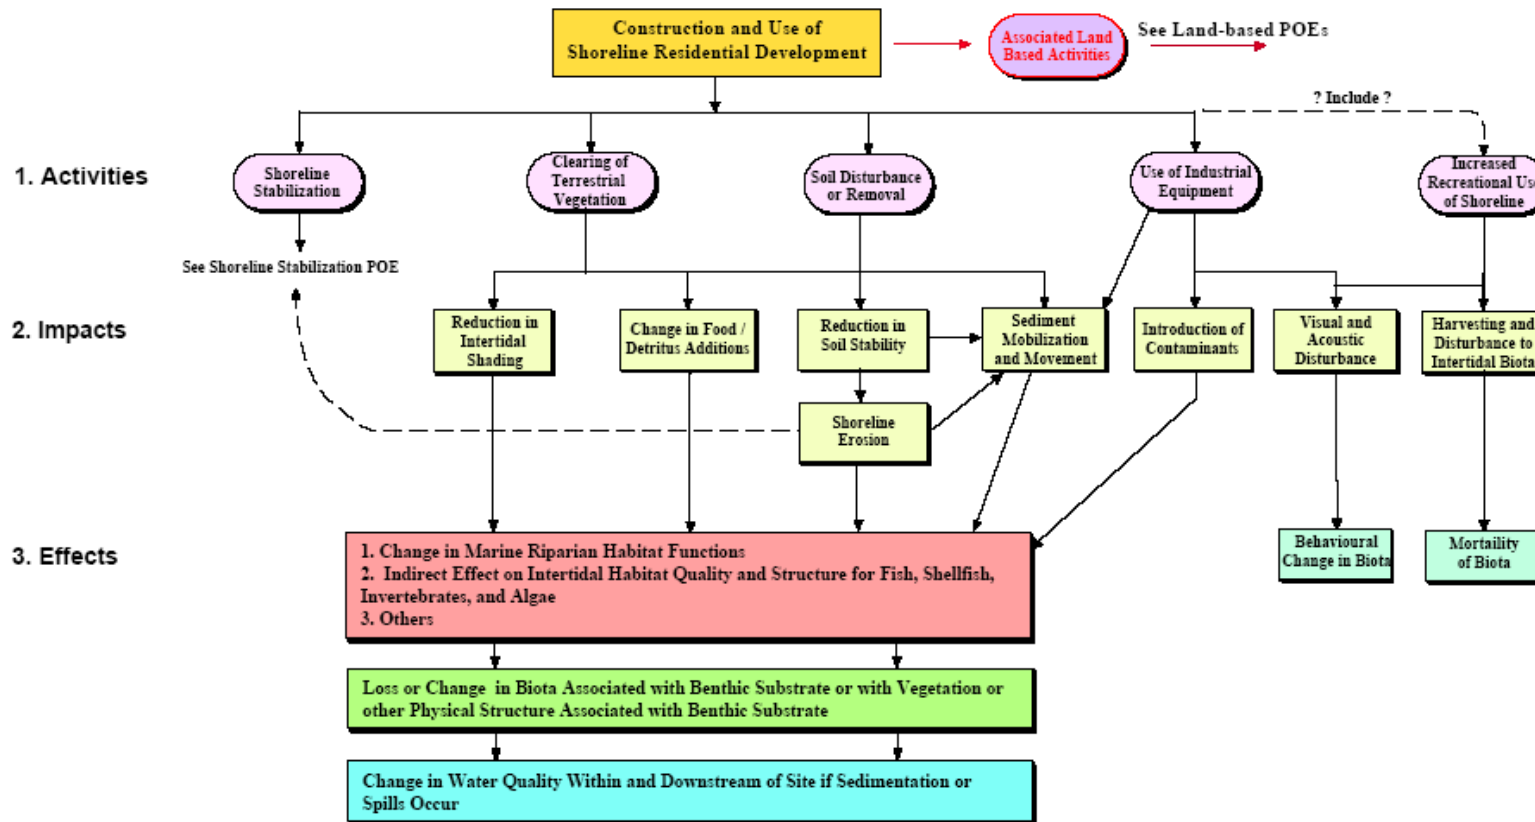 Construction and Use of
Shoreline Residential Development
Associated Land
Based Activities
See Land-based POEs
? Include ?
1. Activities
Shoreline
Stabilization
Clearing of
Terrestrial
Vegetation
Soil Disturbance
or Removal
Use of Industrial
Equipment
Increased
Recreational Use
of Shoreline
See Shoreline Stabilization POE
2. Impacts
Reduction in
Intertidal
Shading
Change in Food /
Detritus Additions
Reduction in
Soil Stability
Sediment
Mobilization
and Movement
Introduction of
Contaminants
Visual and
Acoustic
Disturbance
Harvesting and
Disturbance to
Intertidal Biota
Shoreline
Erosion
3. Effects
1. Change in Marine Riparian Habitat Functions
2. Indirect Effect on Intertidal Habitat Quality and Structure for Fish, Shellfish,
Invertebrates, and Algae
3. Others
Behavioural
Change in Biota
Mortaility
of Biota
Loss or Change in Biota Associated with Benthic Substrate or with Vegetation or
other Physical Structure Associated with Benthic Substrate
Change in Water Quality Within and Downstream of Site if Sedimentation or
Spills Occur